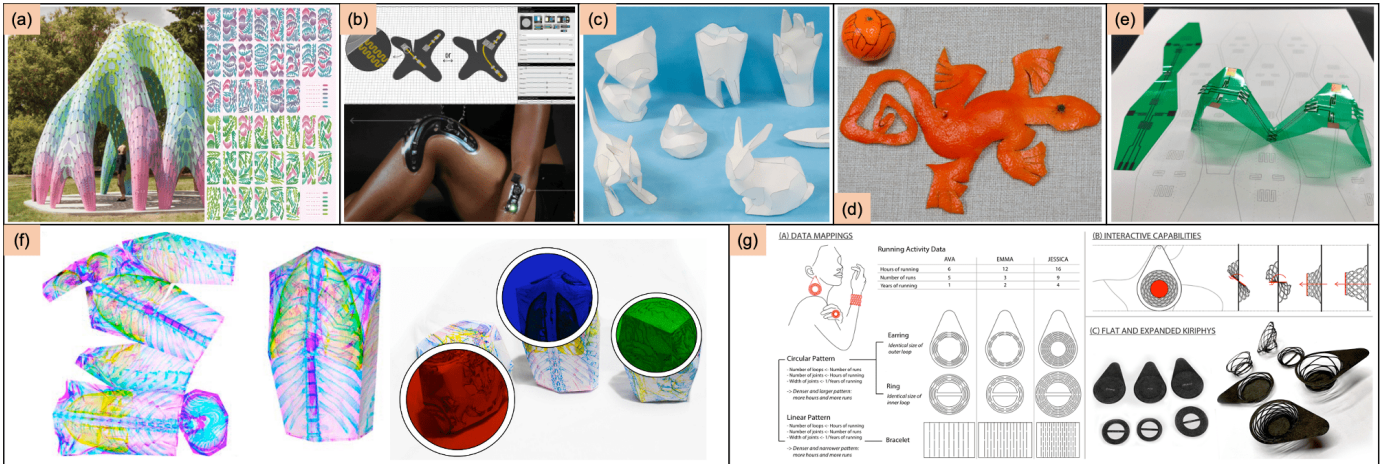 (a)
(b)
or
(c)
(d)
(e)
(f)
(g)
(A) DATA MAPPINGS
Running Activity Data
AVA EMMA JESSICA
Hours of running 6 12 16
Number of runs 5 3 9
Years of running 1 2 4
Earring
Identical size of
outer loop
Circular Pattern
- Number of loops <- Number of runs
- Number of joints <- Hours of running
- Width of joints <- 1/Years of running
-> Denser and larger pattern:
more hours and more runs
Ring
Identical size of
inner loop
Linear Pattern
- Number of loops <- Hours of running
- Number of joints <- Number of runs
- Width of joints <- 1/Years of running
-> Denser and narrower pattern:
more hours and more runs
Bracelet
(B) INTERACTIVE CAPABILITIES
(C) FLAT AND EXPANDED KIRIPHYS